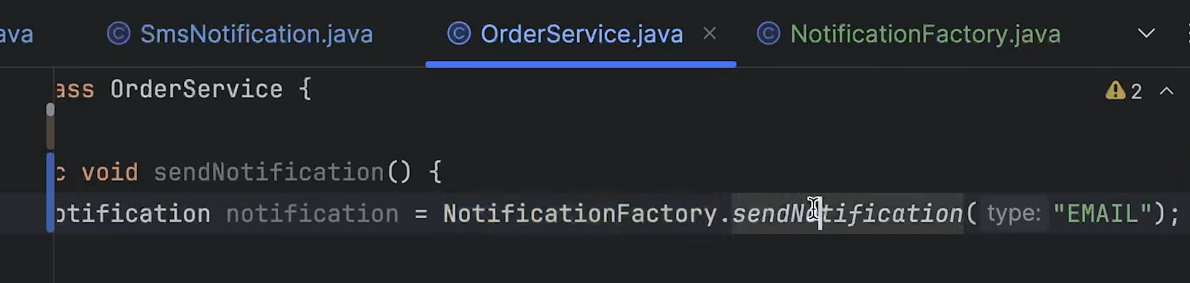 ava SmsNotification.java OrderService.java NotificationFactory.java
ass OrderService {
2
c void sendNotification() {
otification notification = NotificationFactory.sendNotification( type: "EMAIL");